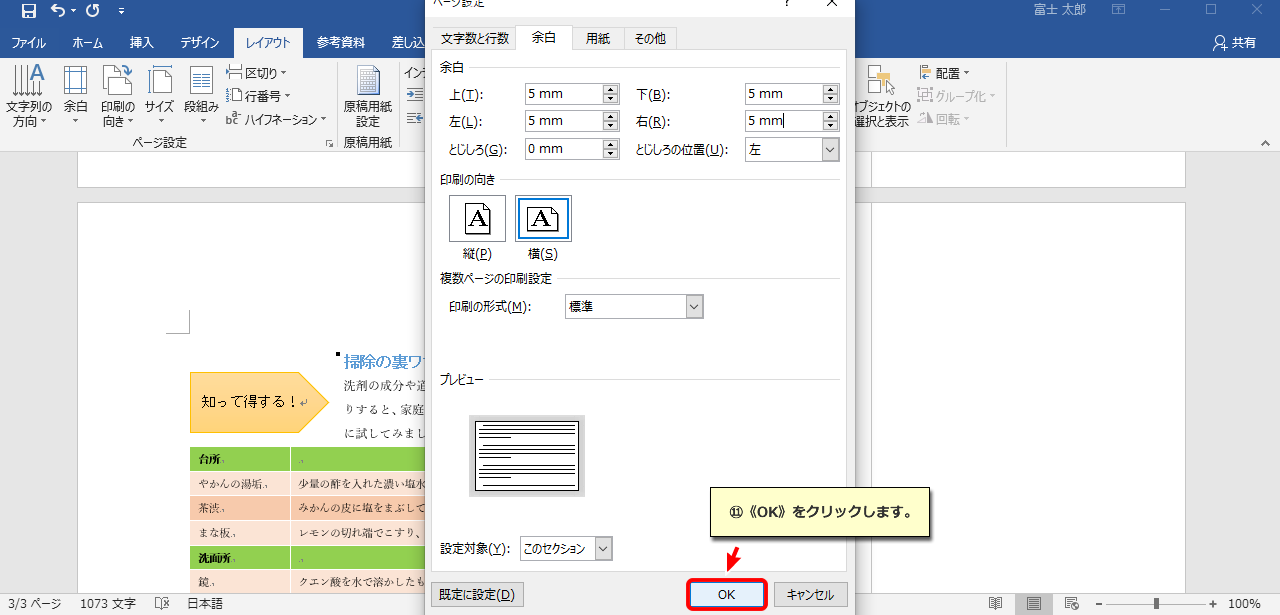 ページ設定
富士 太郎
ファイル ホーム 挿入 デザイン レイアウト 参考資料 差し込
共有
文字列の方向
余白
印刷の向き
サイズ
段組み
区切り
行番号
ハイフネーション
ページ設定
原稿用紙設定
原稿用紙
イン
オブジェクトの選択と表示
配置
グループ化
回転
文字数と行数 余白 用紙 その他
余白
上(T): 5 mm 下(B): 5 mm
左(L): 5 mm 右(R): 5 mm
とじしろ(G): 0 mm とじしろの位置(U): 左
印刷の向き
A A
縦(P) 横(S)
複数ページの印刷設定
印刷の形式(M): 標準
プレビュー
設定対象(Y): このセクション
既定に設定(D) OK キャンセル
⑪《OK》をクリックします。
掃除の裏ワ
知って得する！
洗剤の成分や道
りすると、家庭
に試してみまし
台所
やかんの湯垢 少量の酢を入れた濃い塩水
茶渋 みかんの皮に塩をまぶして
まな板 レモンの切れ端でこすり、
洗面所
鏡 クエン酸を水で溶かしたも
3/3 ページ 1073 文字 日本語
100%